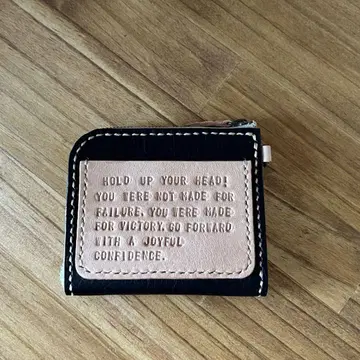 HOLD UP YOUR HEAD!
YOU WERE NOT MADE FOR
FAILURE, YOU WERE MADE
FOR VICTORY. GO FORWARD
WITH A JOYFUL
CONFIDENCE.